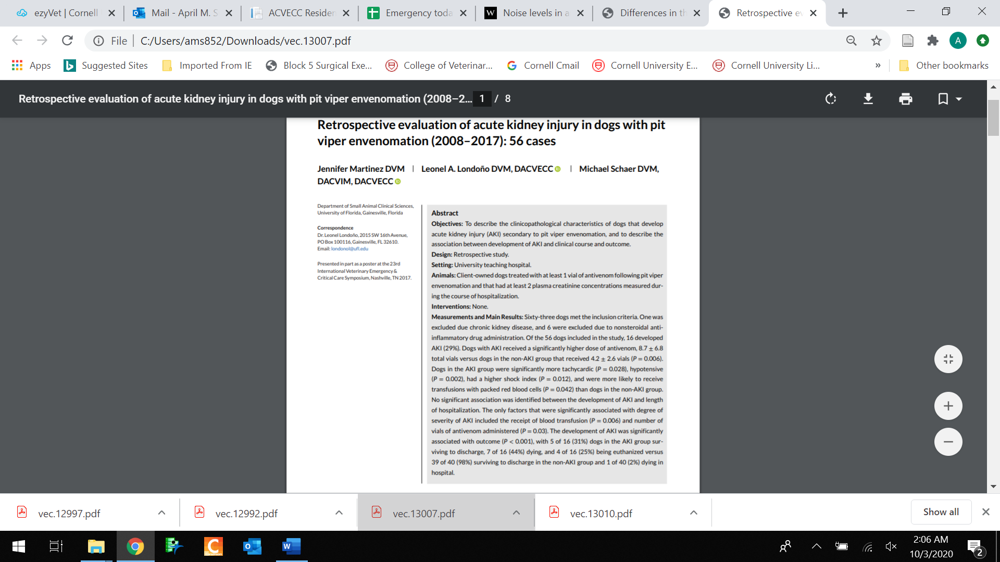 ezyVet | Cornell
Mail - April M. S
ACVECC Residen
Emergency toda
W
Noise levels in a
Differences in th
Retrospective ev
File
C:/Users/ams852/Downloads/vec.13007.pdf
A
Apps
Suggested Sites
Imported From IE
Block 5 Surgical Exe...
College of Veterinar...
Cornell Cmail
Cornell University E...
Cornell University Li...
»
Other bookmarks
Retrospective evaluation of acute kidney injury in dogs with pit viper envenomation (2008–2... 1 / 8
Retrospective evaluation of acute kidney injury in dogs with pit
viper envenomation (2008–2017): 56 cases
Jennifer Martinez DVM | Leonel A. Londoño DVM, DACVECC | Michael Schaer DVM,
DACVIM, DACVECC
Department of Small Animal Clinical Sciences,
University of Florida, Gainesville, Florida
Correspondence
Dr. Leonel Londoño, 2015 SW 16th Avenue,
PO Box 100116, Gainesville, FL 32610.
Email: londonol@ufl.edu
Presented in part as a poster at the 23rd
International Veterinary Emergency &
Critical Care Symposium, Nashville, TN 2017.
Abstract
Objectives: To describe the clinicopathological characteristics of dogs that develop
acute kidney injury (AKI) secondary to pit viper envenomation, and to describe the
association between development of AKI and clinical course and outcome.
Design: Retrospective study.
Setting: University teaching hospital.
Animals: Client-owned dogs treated with at least 1 vial of antivenom following pit viper
envenomation and that had at least 2 plasma creatinine concentrations measured dur-
ing the course of hospitalization.
Interventions: None.
Measurements and Main Results: Sixty-three dogs met the inclusion criteria. One was
excluded due chronic kidney disease, and 6 were excluded due to nonsteroidal anti-
inflammatory drug administration. Of the 56 dogs included in the study, 16 developed
AKI (29%). Dogs with AKI received a significantly higher dose of antivenom, 8.7 ± 6.8
total vials versus dogs in the non-AKI group that received 4.2 ± 2.6 vials (P = 0.006).
Dogs in the AKI group were significantly more tachycardic (P = 0.028), hypotensive
(P = 0.002), had a higher shock index (P = 0.012), and were more likely to receive
transfusions with packed red blood cells (P = 0.042) than dogs in the non-AKI group.
No significant association was identified between the development of AKI and length
of hospitalization. The only factors that were significantly associated with degree of
severity of AKI included the receipt of blood transfusion (P = 0.006) and number of
vials of antivenom administered (P = 0.03). The development of AKI was significantly
associated with outcome (P < 0.001), with 5 of 16 (31%) dogs in the AKI group sur-
viving to discharge, 7 of 16 (44%) dying, and 4 of 16 (25%) being euthanized versus
39 of 40 (98%) surviving to discharge in the non-AKI group and 1 of 40 (2%) dying in
hospital.
vec.12997.pdf
vec.12992.pdf
vec.13007.pdf
vec.13010.pdf
Show all
2:06 AM
10/3/2020
2